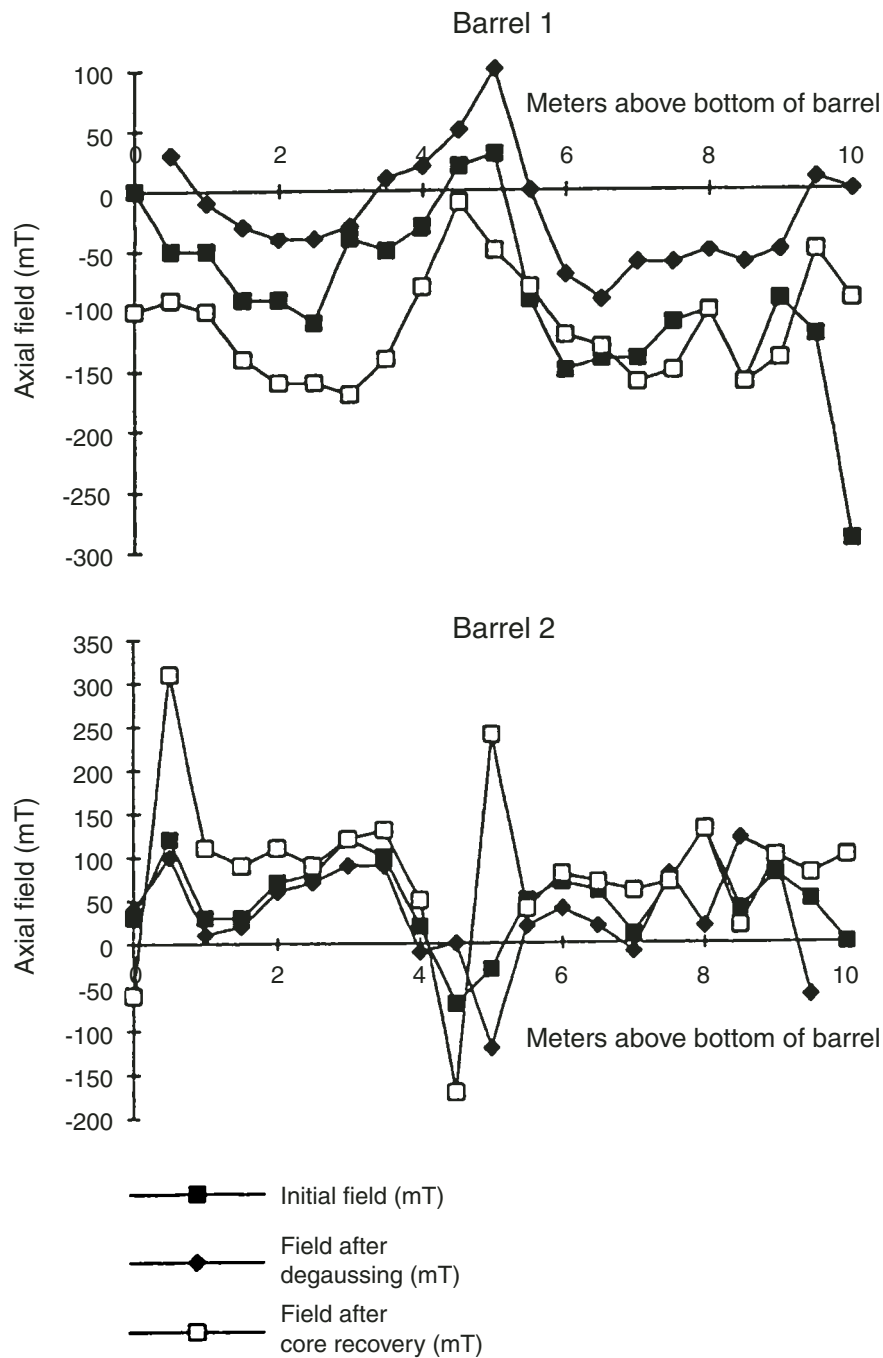 Barrel 1
100
50
0
-50
-100
-150
-200
-250
-300
Axial field (mT)
Meters above bottom of barrel
0 2 4 6 8 10
Barrel 2
350
300
250
200
150
100
50
0
-50
-100
-150
-200
Axial field (mT)
0 2 4 6 8 10
Meters above bottom of barrel
Initial field (mT)
Field after
degaussing (mT)
Field after
core recovery (mT)